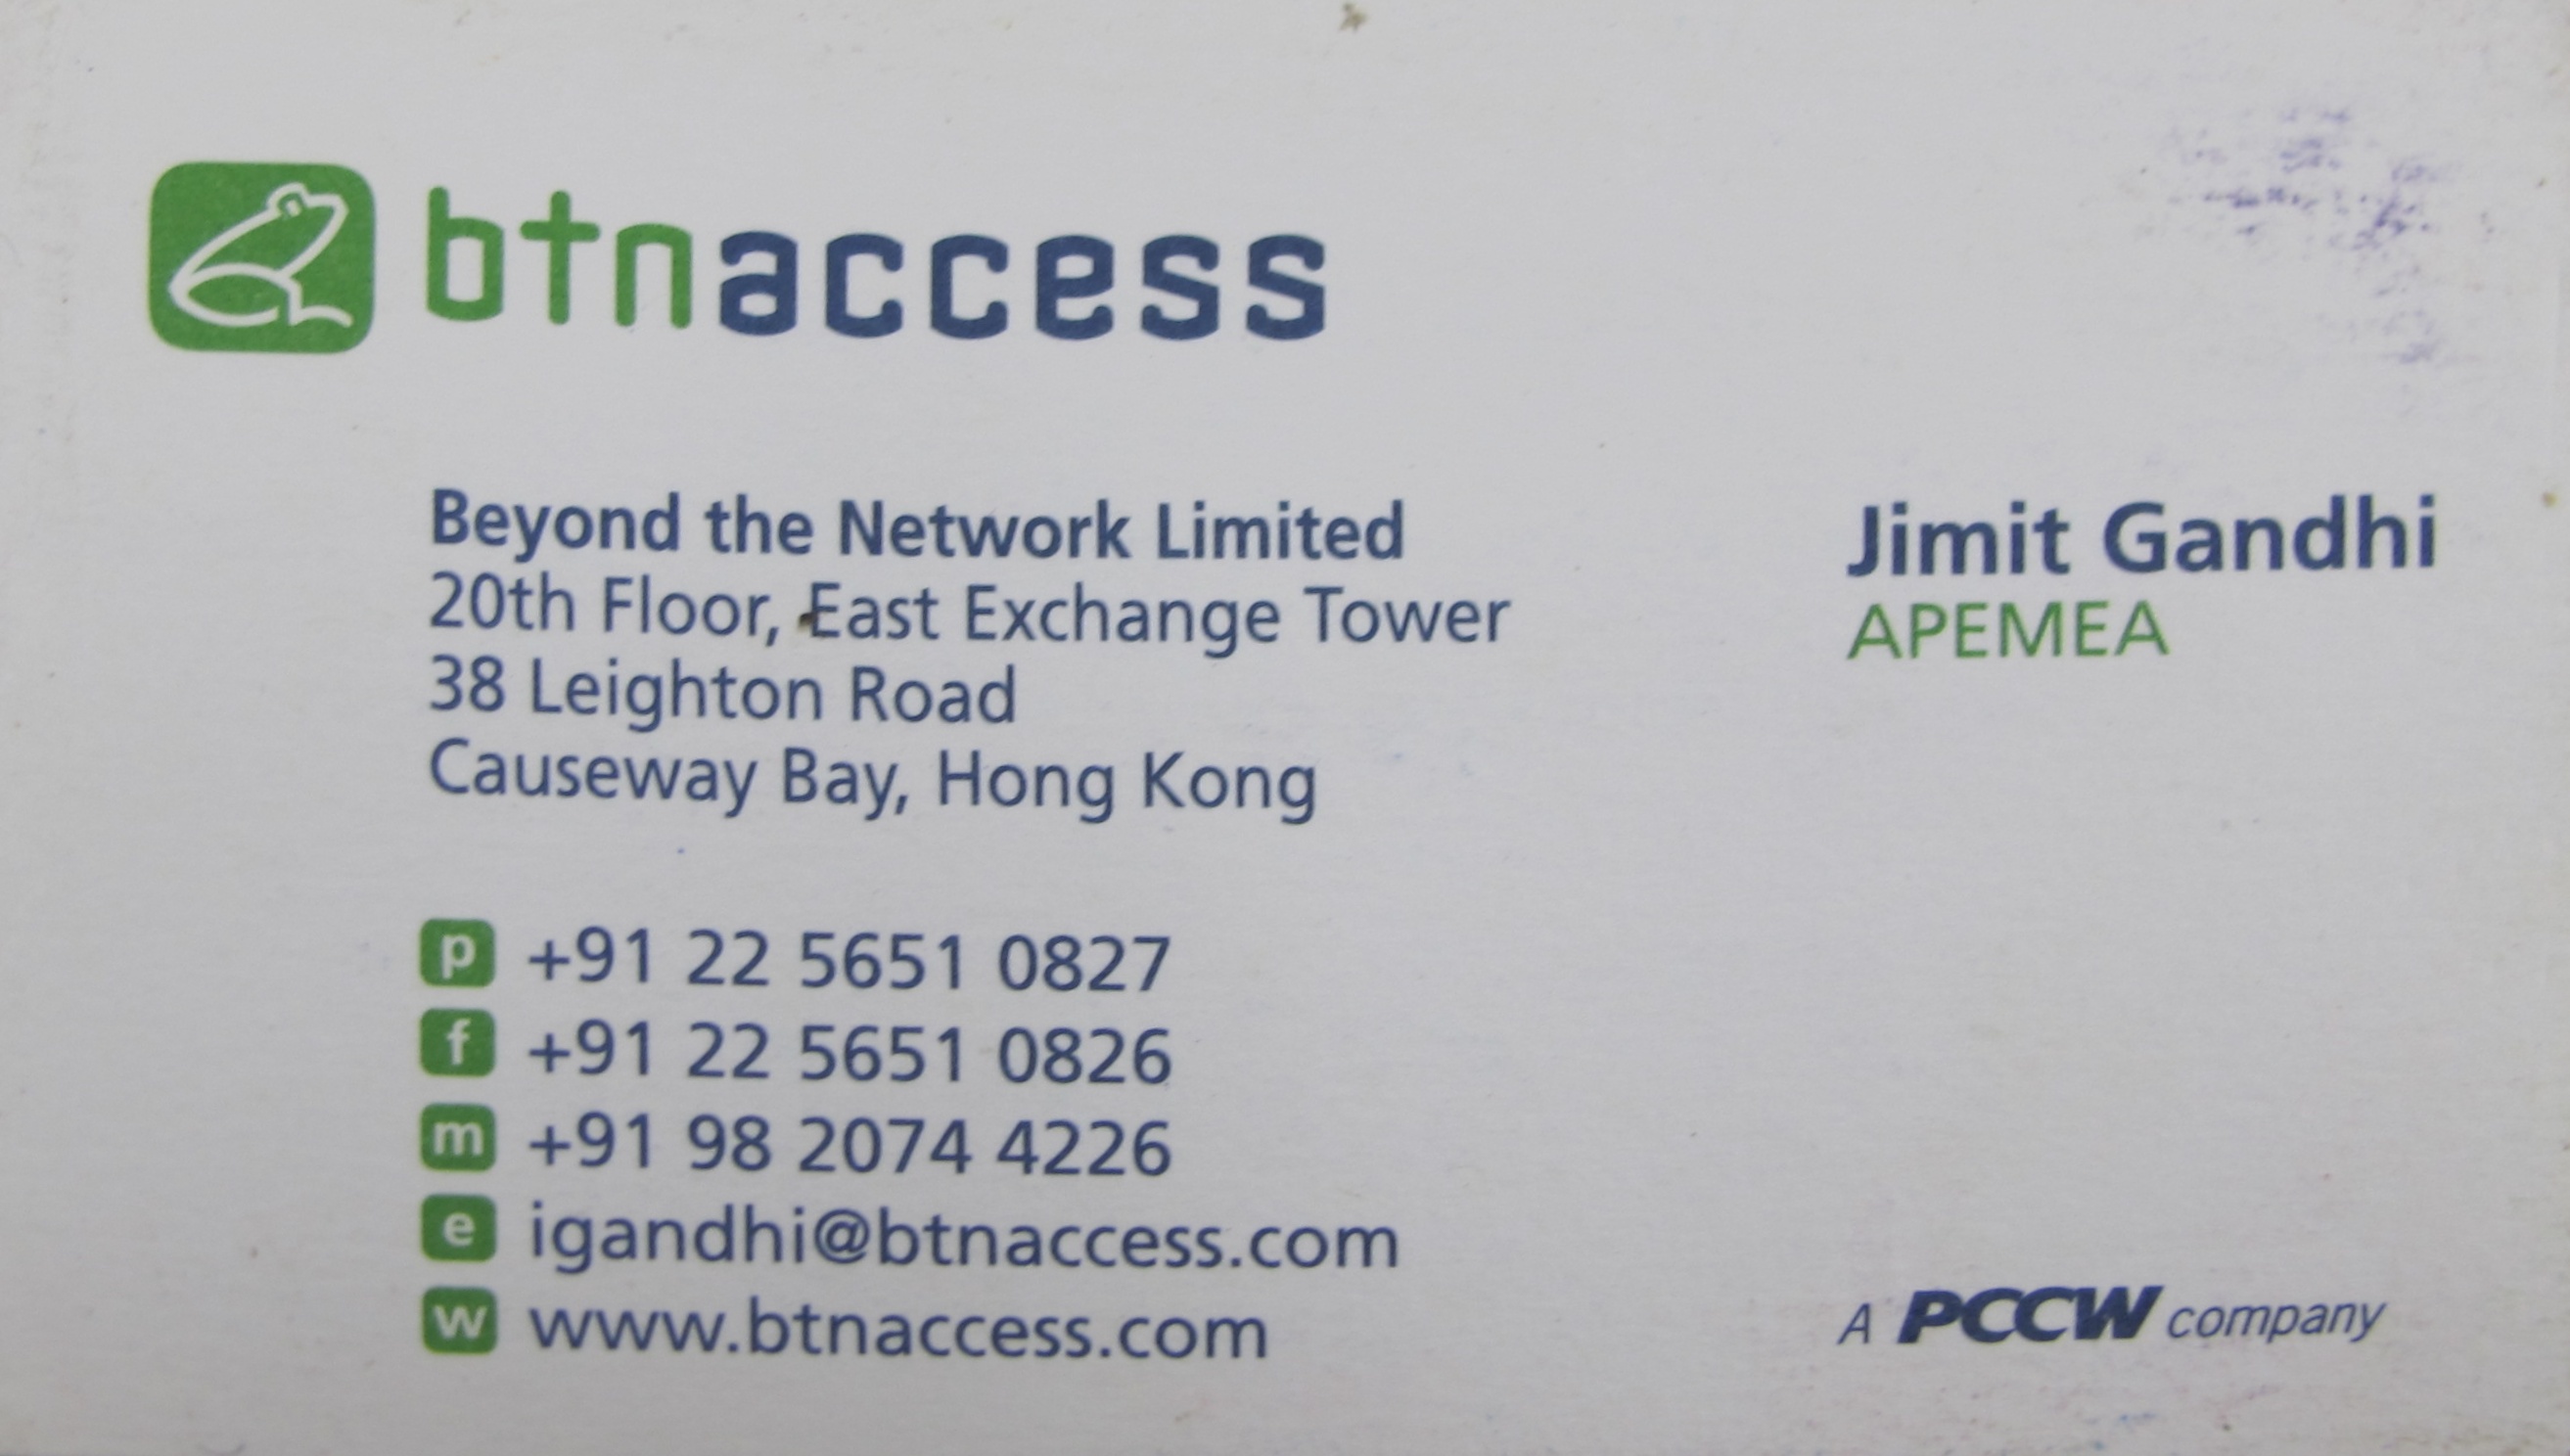 btnaccess
Beyond the Network Limited
20th Floor, East Exchange Tower
38 Leighton Road
Causeway Bay, Hong Kong
Jimit Gandhi
APEMEA
p +91 22 5651 0827
f +91 22 5651 0826
m +91 98 2074 4226
e igandhi@btnaccess.com
w www.btnaccess.com
A PCCW company